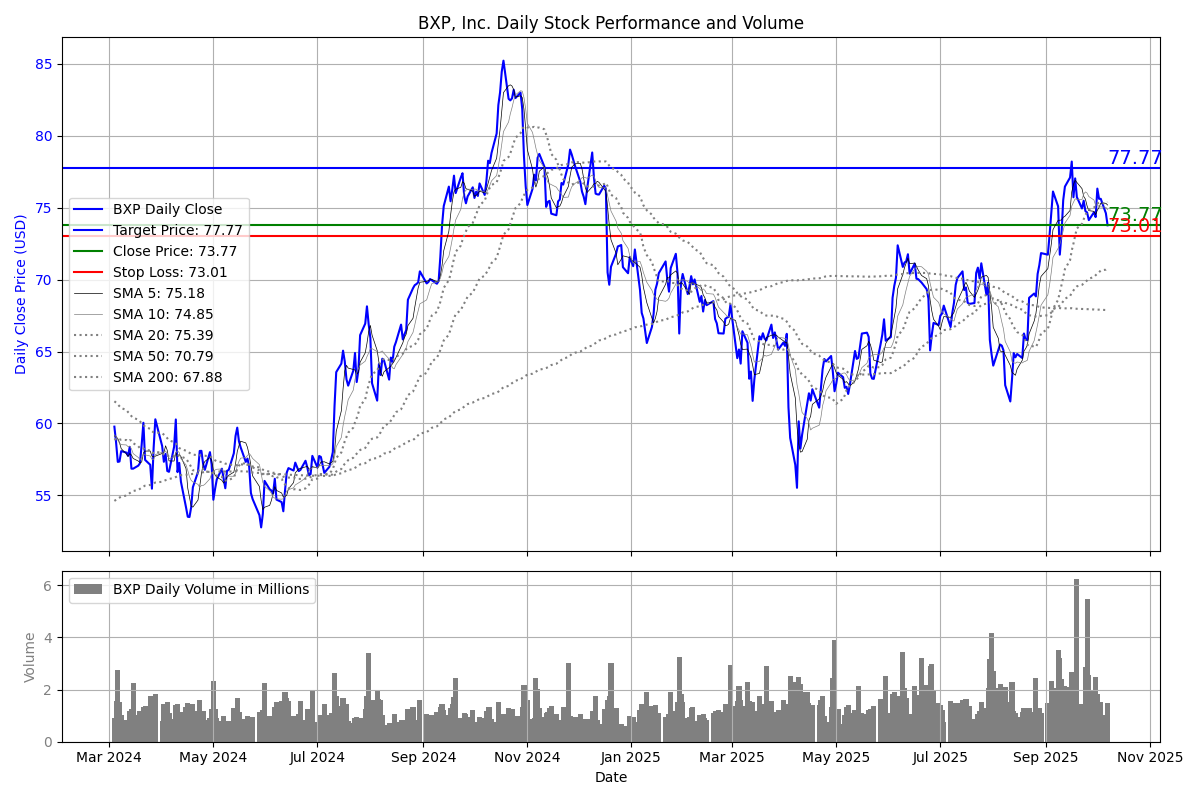 BXP, Inc. Daily Stock Performance and Volume
85
80
75
70
65
60
55
Daily Close Price (USD)
77.77
73.77
73.01
BXP Daily Close
Target Price: 77.77
Close Price: 73.77
Stop Loss: 73.01
SMA 5: 75.18
SMA 10: 74.85
SMA 20: 75.39
SMA 50: 70.79
SMA 200: 67.88
6
4
2
0
Volume
BXP Daily Volume in Millions
Mar 2024 May 2024 Jul 2024 Sep 2024 Nov 2024 Jan 2025 Mar 2025 May 2025 Jul 2025 Sep 2025 Nov 2025
Date